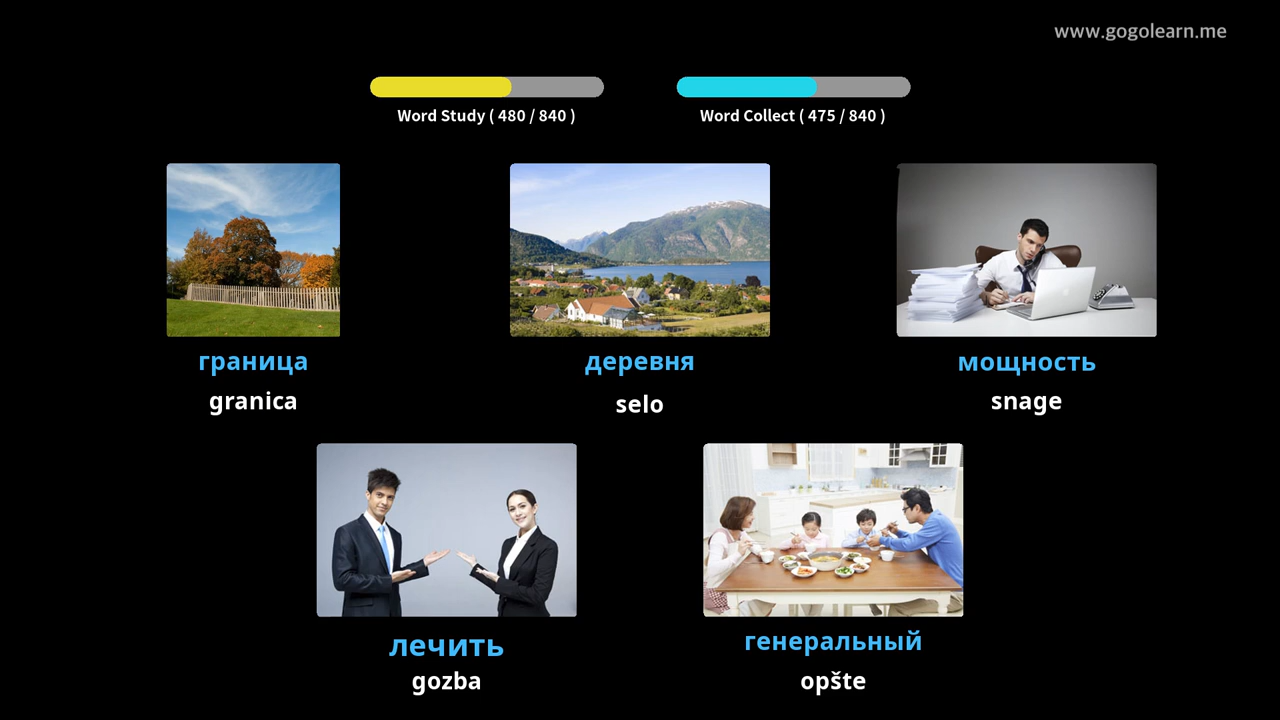 www.gogolearn.me
Word Study ( 480 / 840 )
Word Collect ( 475 / 840 )
граница
деревня
мощность
granica
selo
snage
лечить
генеральный
gozba
opšte